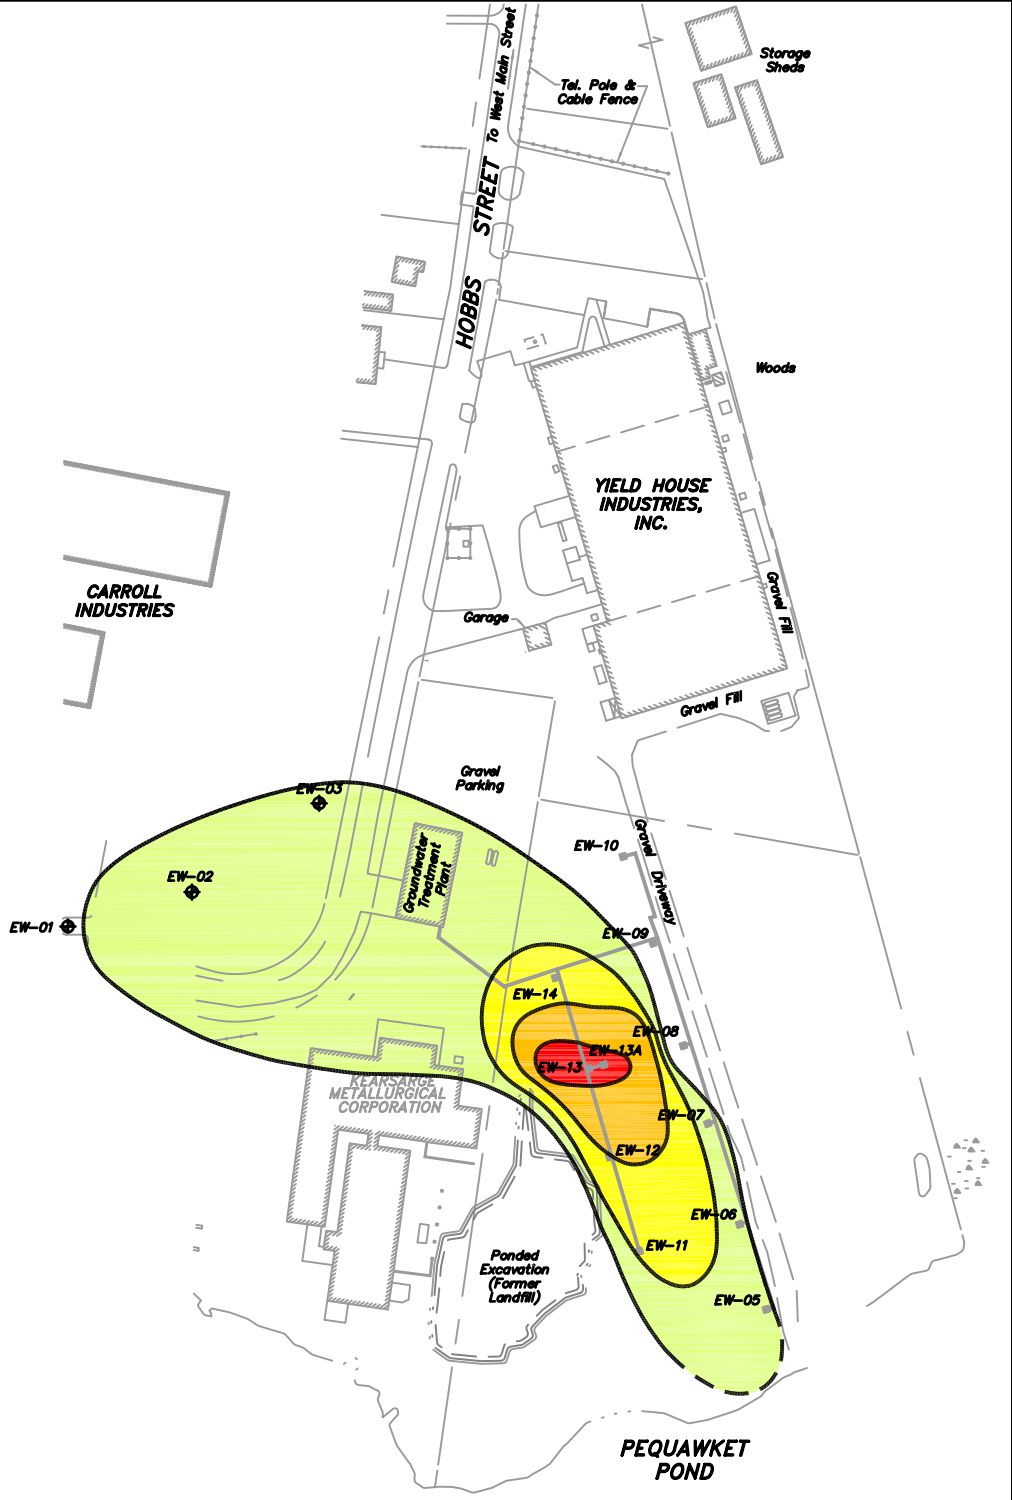 To West Main Street
HOBBS STREET
Storage
Sheds
Tel. Pole &
Cable Fence
Woods
YIELD HOUSE
INDUSTRIES,
INC.
CARROLL
INDUSTRIES
Gravel Fill
Garage
Gravel Fill
Gravel
Parking
EW-03
Gravel Driveway
Groundwater
Treatment
Plant
EW-10
EW-02
EW-01
EW-09
EW-14
EW-08
EW-13A
EW-13
KEARSARGE
METALLURGICAL
CORPORATION
EW-07
EW-12
EW-06
EW-11
Ponded
Excavation
(Former
Landfill)
EW-05
PEQUAWKET
POND